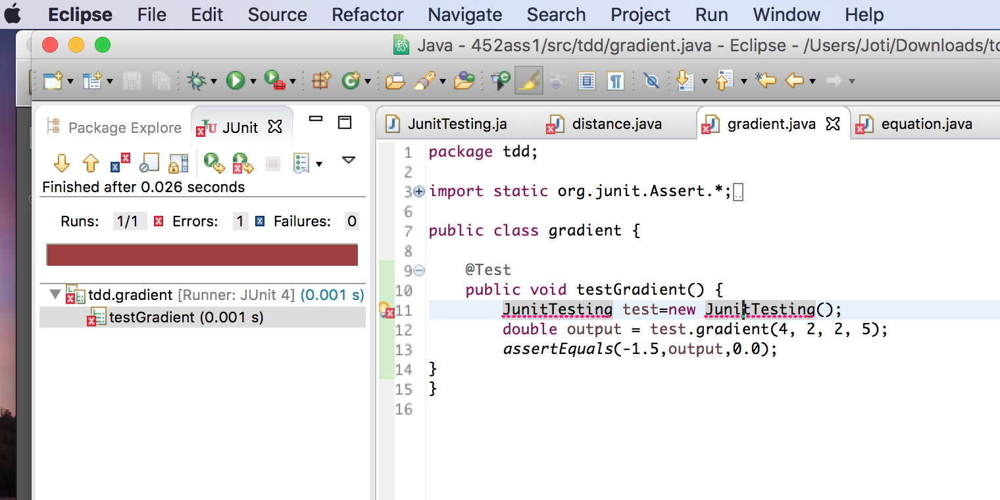 Eclipse File Edit Source Refactor Navigate Search Project Run Window Help
Java - 452ass1/src/tdd/gradient.java - Eclipse - /Users/Joti/Downloads/td
Package Explore JUnit
JunitTesting.ja distance.java gradient.java equation.java
Finished after 0.026 seconds
Runs: 1/1 Errors: 1 Failures: 0
tdd.gradient [Runner: JUnit 4] (0.001 s)
testGradient (0.001 s)
1 package tdd;
2
3 import static org.junit.Assert.*;
6
7 public class gradient {
8
9 @Test
10 public void testGradient() {
11 JunitTesting test=new JunitTesting();
12 double output = test.gradient(4, 2, 2, 5);
13 assertEquals(-1.5,output,0.0);
14 }
15 }
16